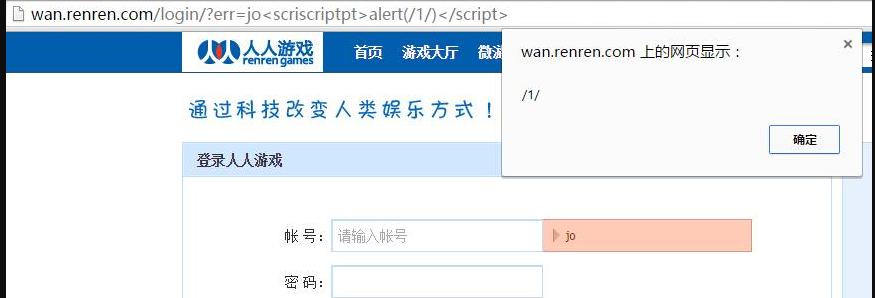 wan.renren.com/login/?err=jo<scriscriptpt>alert(/1/)</script>
人人游戏
renren games
首页 游戏大厅 微游
wan.renren.com 上的网页显示：
/1/
确定
通过科技改变人类娱乐方式！
登录人人游戏
帐号： 请输入帐号 jo
密码：